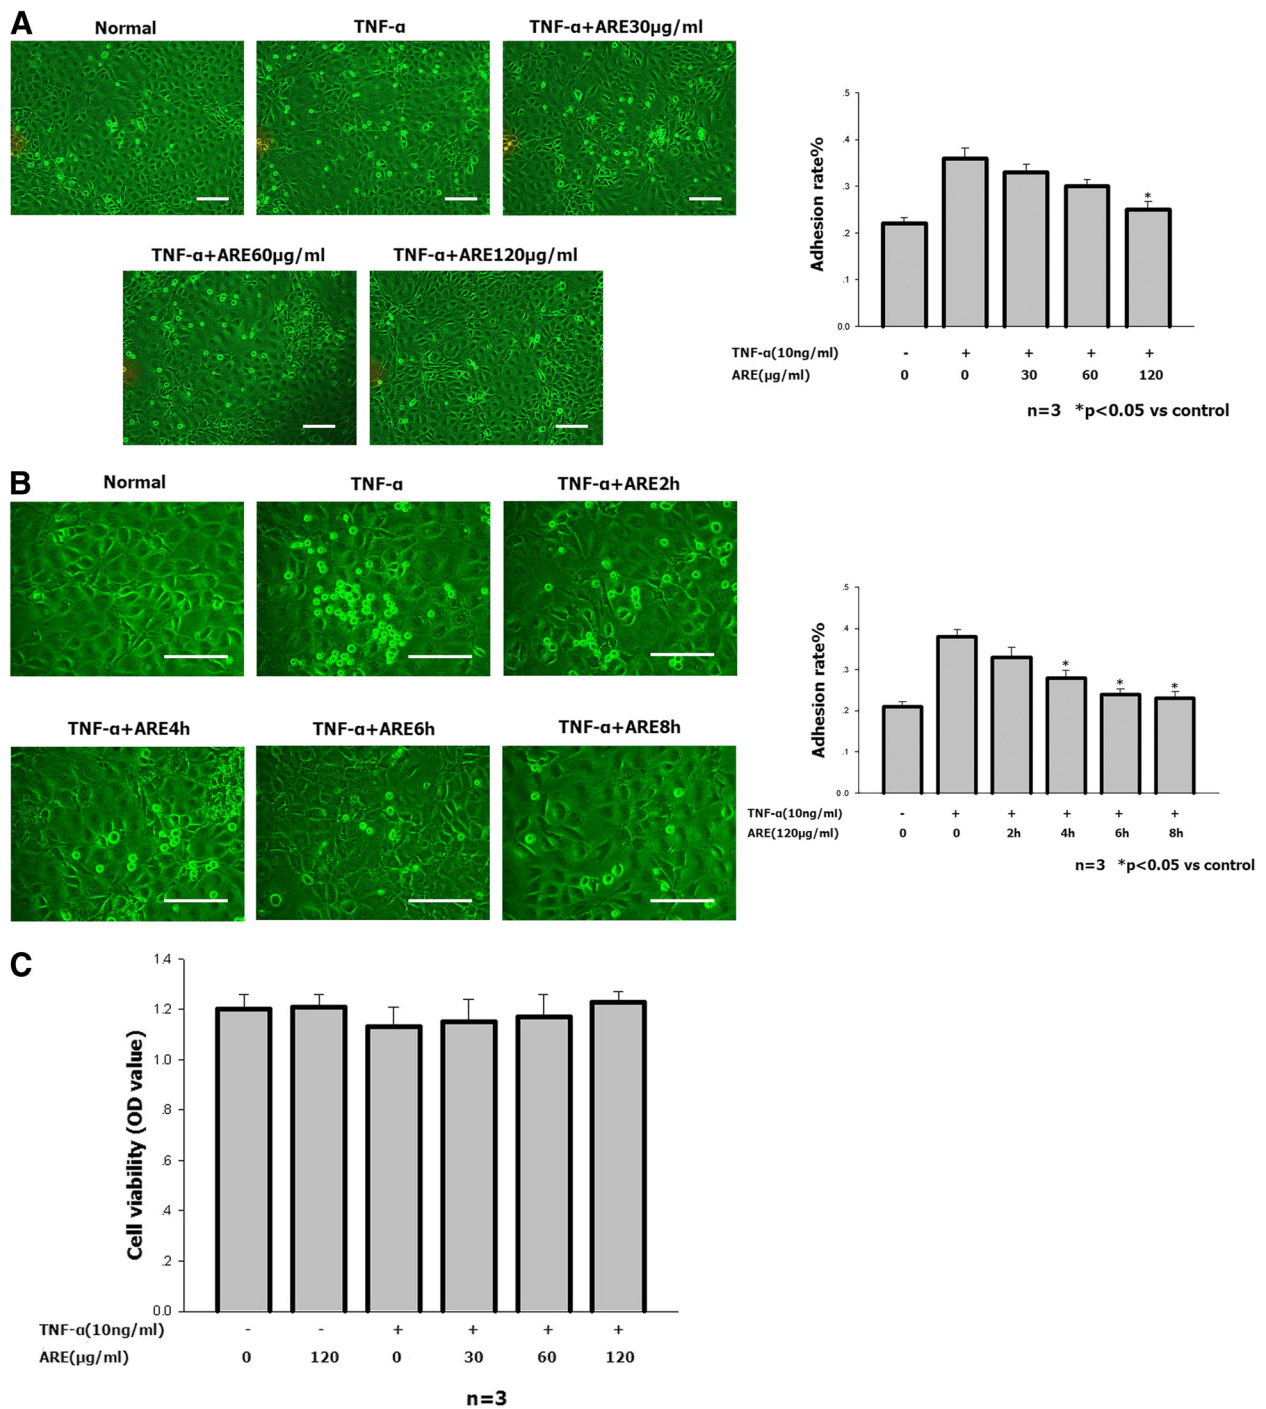 A
Normal
TNF-α
TNF-α+ARE30µg/ml
TNF-α+ARE60µg/ml
TNF-α+ARE120µg/ml
Adhesion rate%
.5
.4
.3
.2
.1
0.0
*
TNF-α(10ng/ml) - + + + +
ARE(µg/ml) 0 0 30 60 120
n=3 *p<0.05 vs control
B
Normal
TNF-α
TNF-α+ARE2h
TNF-α+ARE4h
TNF-α+ARE6h
TNF-α+ARE8h
Adhesion rate%
.5
.4
.3
.2
.1
0.0
* * *
TNF-α(10ng/ml) - + + + + +
ARE(120µg/ml) 0 0 2h 4h 6h 8h
n=3 *p<0.05 vs control
C
Cell viability (OD value)
1.4
1.2
1.0
.8
.6
.4
.2
0.0
TNF-α(10ng/ml) - - + + + +
ARE(µg/ml) 0 120 0 30 60 120
n=3